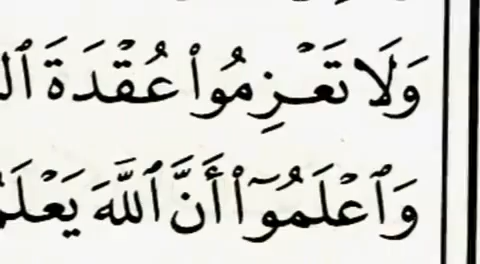 وَلَا تَعْزِمُوا۟ عُقْدَةَ
وَٱعْلَمُوٓا۟ أَنَّ ٱللَّهَ يَعْلَمُ